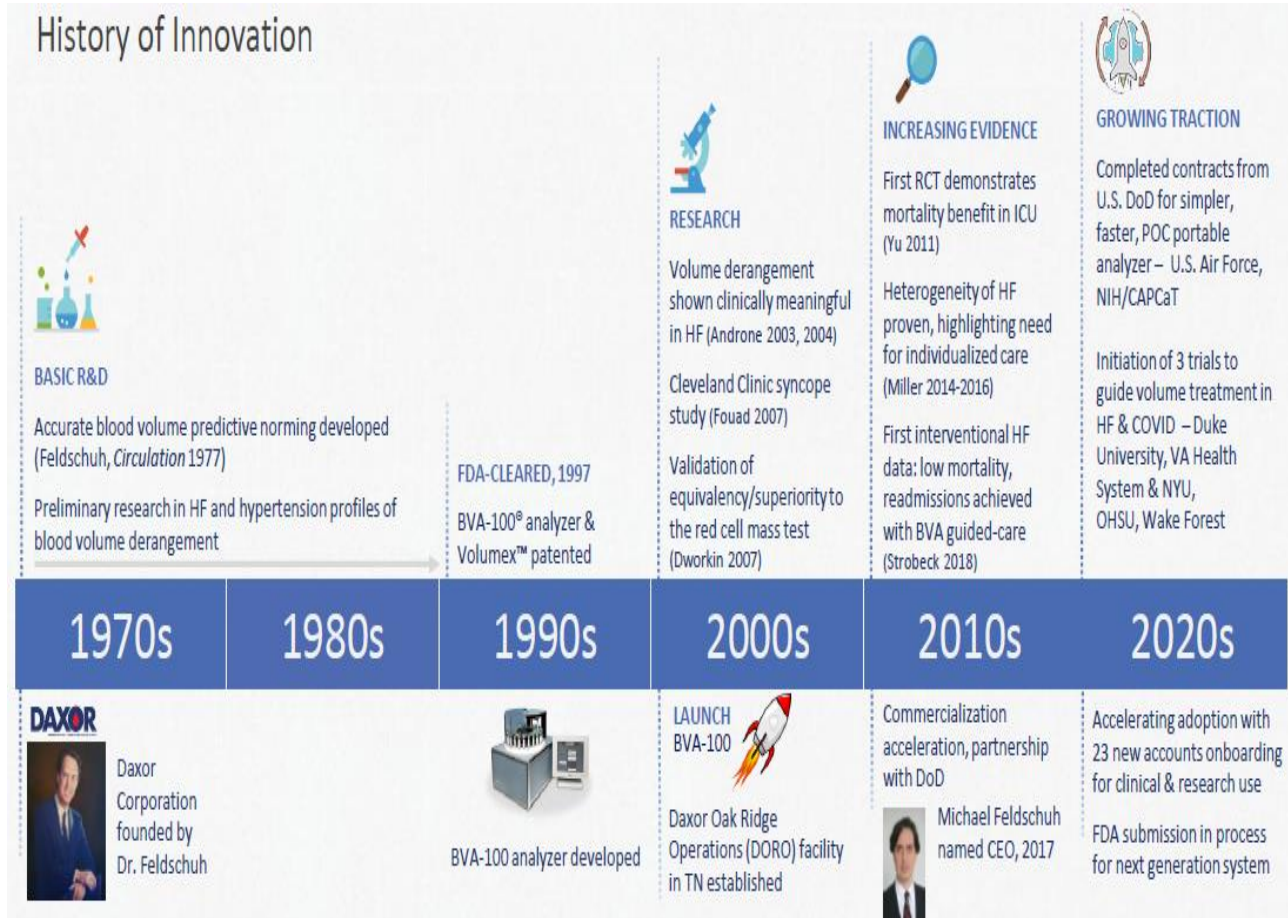 History of Innovation
BASIC R&D
Accurate blood volume predictive norming developed
(Feldschuh, Circulation 1977)
Preliminary research in HF and hypertension profiles of
blood volume derangement
FDA-CLEARED, 1997
BVA-100® analyzer &
Volumex™ patented
RESEARCH
Volume derangement
shown clinically meaningful
in HF (Androne 2003, 2004)
Cleveland Clinic syncope
study (Fouad 2007)
Validation of
equivalency/superiority to
the red cell mass test
(Dworkin 2007)
INCREASING EVIDENCE
First RCT demonstrates
mortality benefit in ICU
(Yu 2011)
Heterogeneity of HF
proven, highlighting need
for individualized care
(Miller 2014-2016)
First interventional HF
data: low mortality,
readmissions achieved
with BVA guided-care
(Strobeck 2018)
GROWING TRACTION
Completed contracts from
U.S. DoD for simpler,
faster, POC portable
analyzer – U.S. Air Force,
NIH/CAPCaT
Initiation of 3 trials to
guide volume treatment in
HF & COVID – Duke
University, VA Health
System & NYU,
OHSU, Wake Forest
1970s
1980s
1990s
2000s
2010s
2020s
DAXOR
Daxor
Corporation
founded by
Dr. Feldschuh
BVA-100 analyzer developed
LAUNCH
BVA-100
Daxor Oak Ridge
Operations (DORO) facility
in TN established
Commercialization
acceleration, partnership
with DoD
Michael Feldschuh
named CEO, 2017
Accelerating adoption with
23 new accounts onboarding
for clinical & research use
FDA submission in process
for next generation system